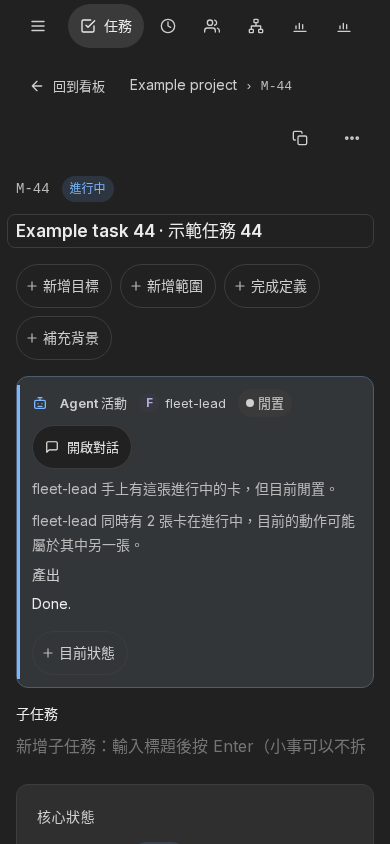 任務
回到看板 Example project › M-44
M-44 進行中
Example task 44 · 示範任務 44
新增目標 新增範圍 完成定義
補充背景
Agent 活動 F fleet-lead 閒置
開啟對話
fleet-lead 手上有這張進行中的卡，但目前閒置。
fleet-lead 同時有 2 張卡在進行中，目前的動作可能
屬於其中另一張。
產出
Done.
目前狀態
子任務
新增子任務：輸入標題後按 Enter（小事可以不拆
核心狀態